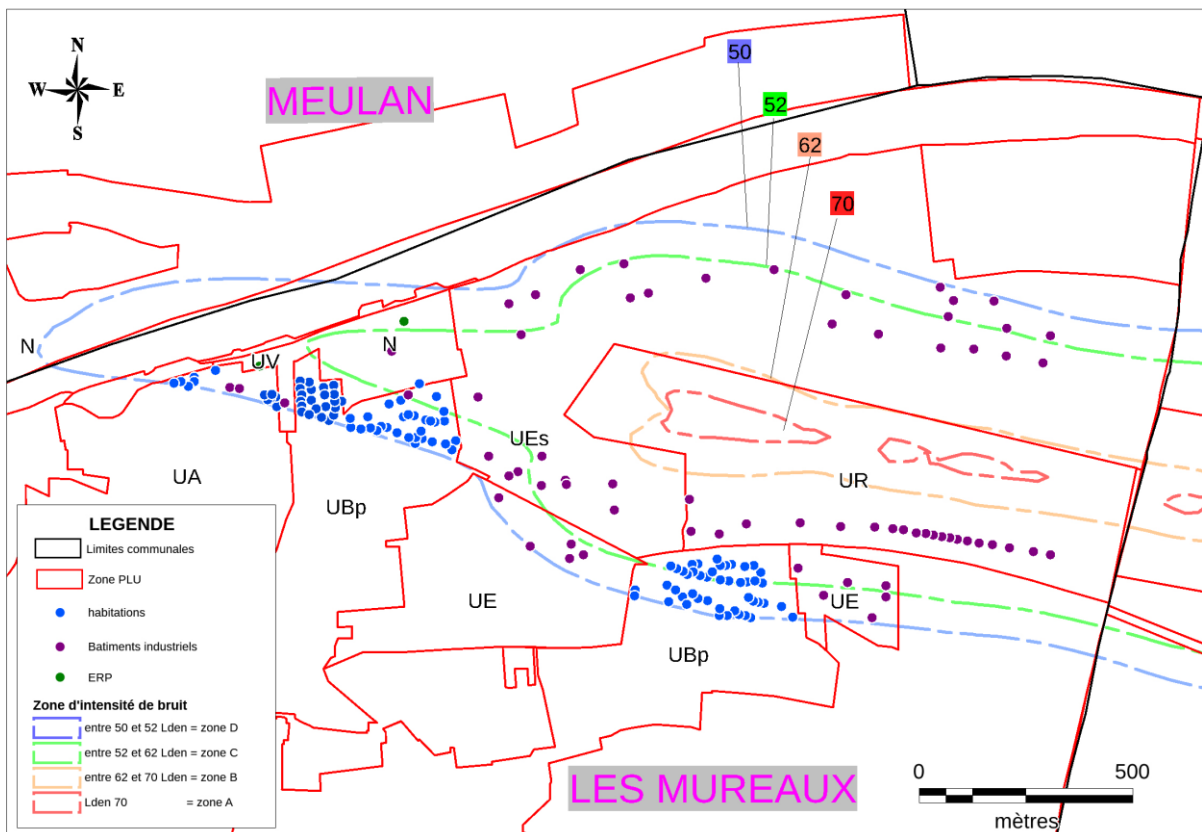 N
W E
S
MEULAN
50
52
62
70
N
N
UV
UEs
UA
UR
UBp
UE
UE
UBp
LEGENDE
Limites communales
Zone PLU
habitations
Batiments industriels
ERP
Zone d'intensité de bruit
entre 50 et 52 Lden = zone D
entre 52 et 62 Lden = zone C
entre 62 et 70 Lden = zone B
Lden 70 = zone A
LES MUREAUX
0 500
mètres